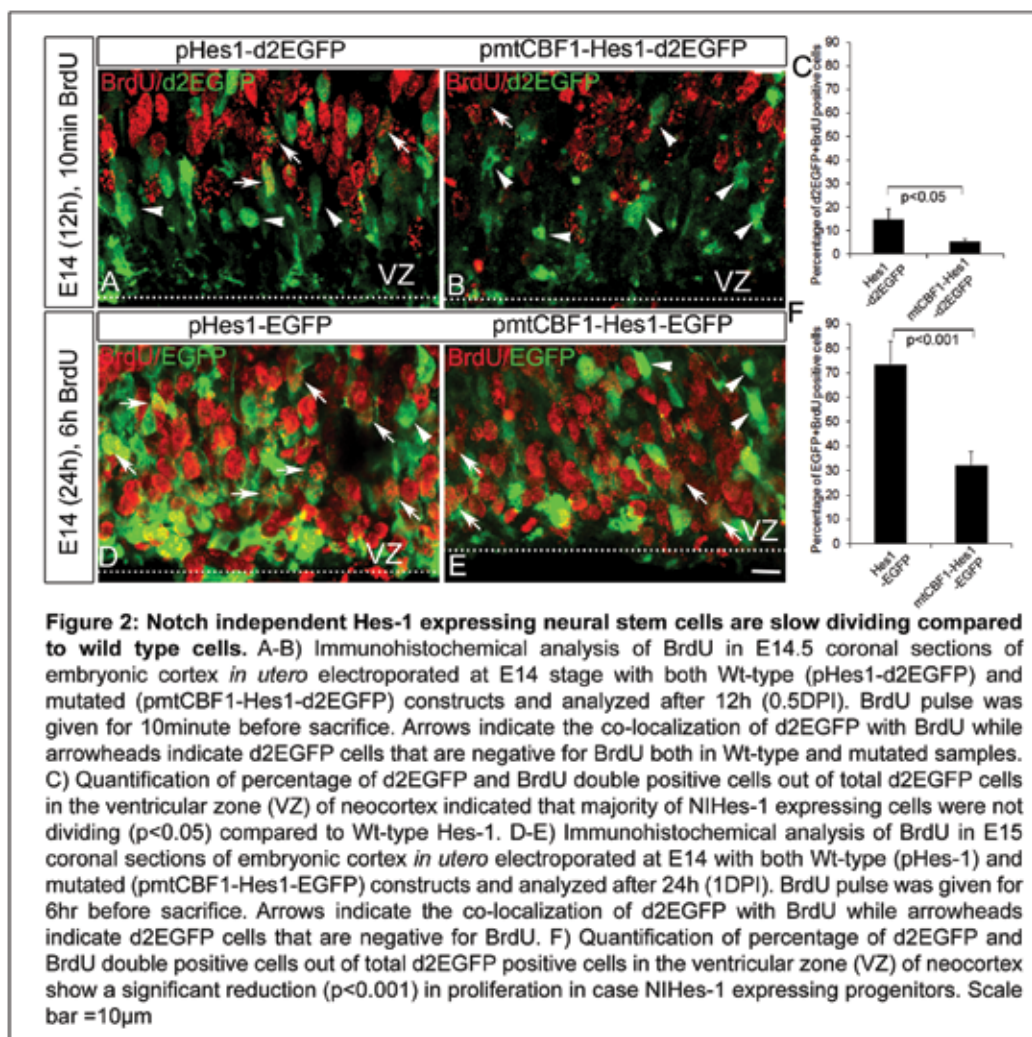 pHes1-d2EGFP
pmtCBF1-Hes1-d2EGFP
E14 (12h), 10min BrdU
BrdU/d2EGFP
A
VZ
BrdU/d2EGFP
B
VZ
C
Percentage of d2EGFP+BrdU positive cells
90
80
70
60
50
40
30
20
10
0
p<0.05
Hes1
-d2EGFP
mtCBF1-Hes1
-d2EGFP
pHes1-EGFP
pmtCBF1-Hes1-EGFP
E14 (24h), 6h BrdU
BrdU/EGFP
D
VZ
BrdU/EGFP
E
VZ
F
Percentage of EGFP+BrdU positive cells
90
80
70
60
50
40
30
20
10
0
p<0.001
Hes1
-EGFP
mtCBF1-Hes1
-EGFP
Figure 2: Notch independent Hes-1 expressing neural stem cells are slow dividing compared
to wild type cells. A-B) Immunohistochemical analysis of BrdU in E14.5 coronal sections of
embryonic cortex in utero electroporated at E14 stage with both Wt-type (pHes1-d2EGFP) and
mutated (pmtCBF1-Hes1-d2EGFP) constructs and analyzed after 12h (0.5DPI). BrdU pulse was
given for 10minute before sacrifice. Arrows indicate the co-localization of d2EGFP with BrdU while
arrowheads indicate d2EGFP cells that are negative for BrdU both in Wt-type and mutated samples.
C) Quantification of percentage of d2EGFP and BrdU double positive cells out of total d2EGFP cells
in the ventricular zone (VZ) of neocortex indicated that majority of NIHes-1 expressing cells were not
dividing (p<0.05) compared to Wt-type Hes-1. D-E) Immunohistochemical analysis of BrdU in E15
coronal sections of embryonic cortex in utero electroporated at E14 with both Wt-type (pHes-1) and
mutated (pmtCBF1-Hes1-EGFP) constructs and analyzed after 24h (1DPI). BrdU pulse was given for
6hr before sacrifice. Arrows indicate the co-localization of d2EGFP with BrdU while arrowheads
indicate d2EGFP cells that are negative for BrdU. F) Quantification of percentage of d2EGFP and
BrdU double positive cells out of total d2EGFP positive cells in the ventricular zone (VZ) of neocortex
show a significant reduction (p<0.001) in proliferation in case NIHes-1 expressing progenitors. Scale
bar =10µm